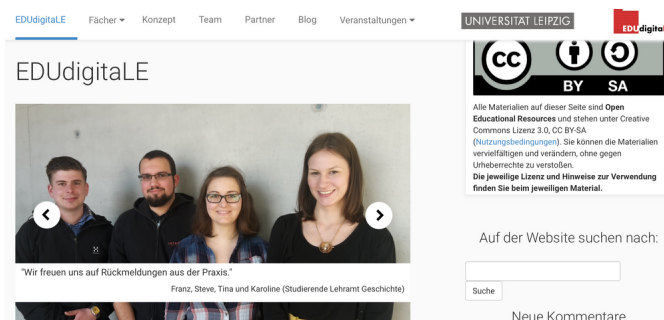 EDUdigitaLE Fächer Konzept Team Partner Blog Veranstaltungen UNIVERSITÄT LEIPZIG
EDUdigital
EDUdigitaLE
"Wir freuen uns auf Rückmeldungen aus der Praxis."
Franz, Steve, Tina und Karoline (Studierende Lehramt Geschichte)
cc
BY SA
Alle Materialien auf dieser Seite sind Open
Educational Resources und stehen unter Creative
Commons Lizenz 3.0, CC BY-SA
(Nutzungsbedingungen). Sie können die Materialien
vervielfältigen und verändern, ohne gegen
Urheberrechte zu verstoßen.
Die jeweilige Lizenz und Hinweise zur Verwendung
finden Sie beim jeweiligen Material.
Auf der Website suchen nach:
Suche
Neue Kommentare